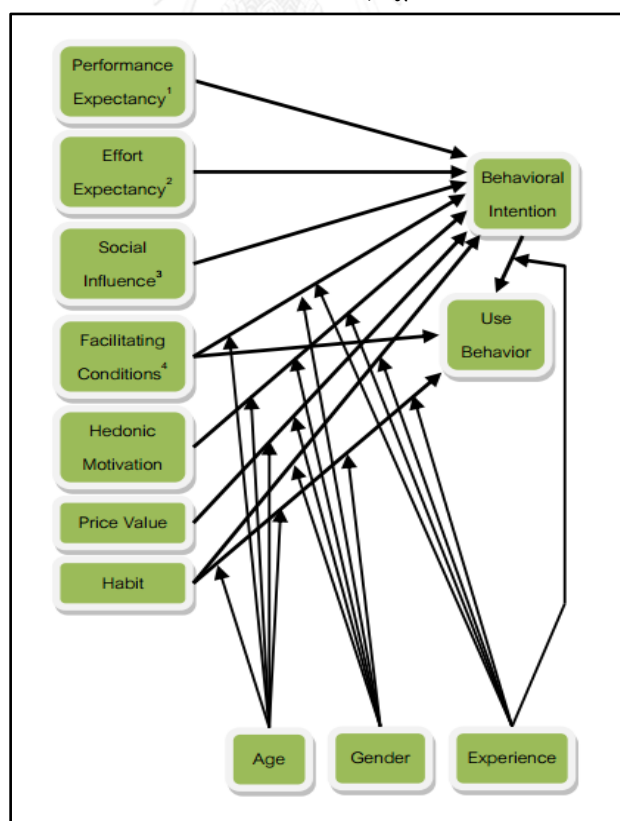 Performance
Expectancy¹
Effort
Expectancy²
Social
Influence³
Facilitating
Conditions⁴
Hedonic
Motivation
Price Value
Habit
Behavioral
Intention
Use
Behavior
Age
Gender
Experience